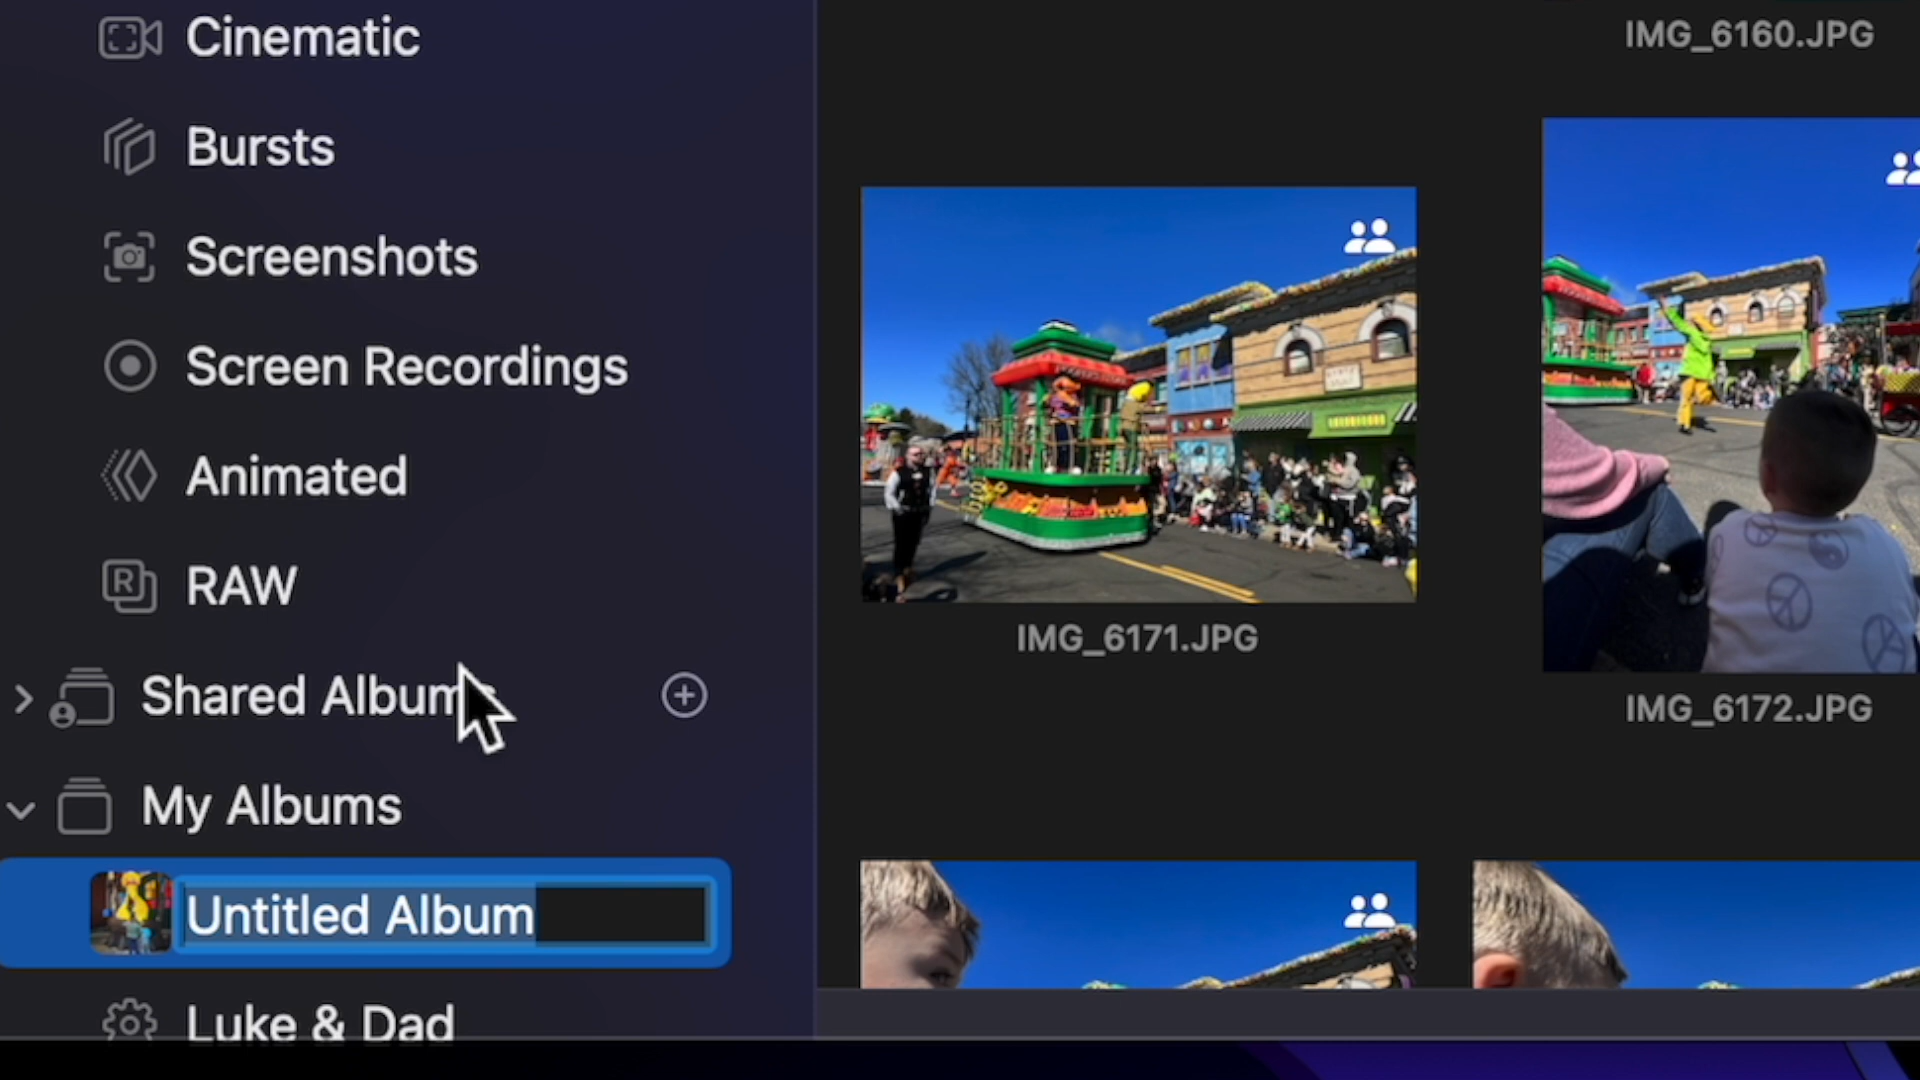 Cinematic
Bursts
Screenshots
Screen Recordings
Animated
RAW
Shared Albums
My Albums
Untitled Album
Luke & Dad
IMG_6160.JPG
IMG_6171.JPG
IMG_6172.JPG